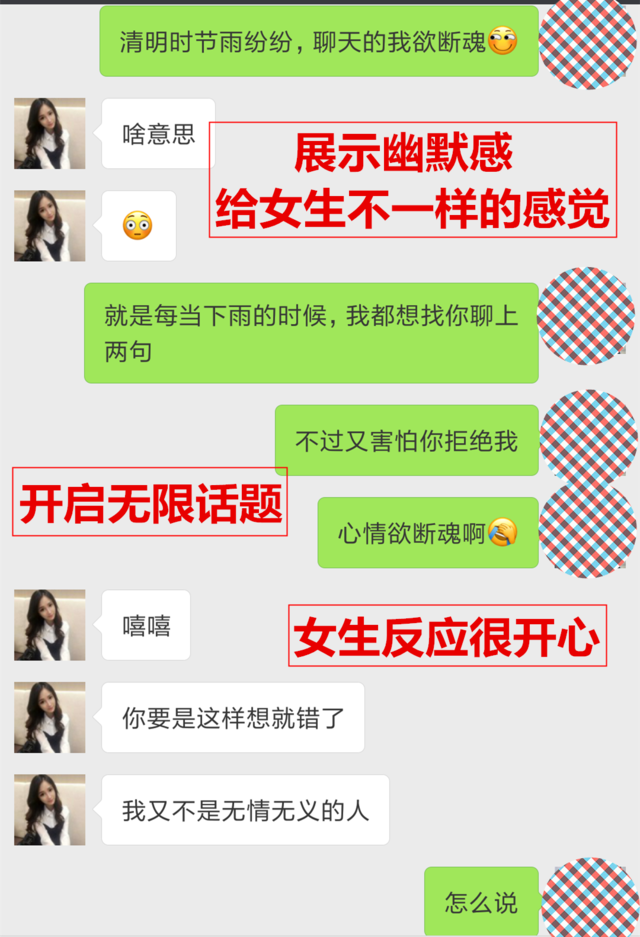 清明时节雨纷纷，聊天的我欲断魂
啥意思
展示幽默感
给女生不一样的感觉
就是每当下雨的时候，我都想找你聊上
两句
不过又害怕你拒绝我
开启无限话题
心情欲断魂啊
嘻嘻
女生反应很开心
你要是这样想就错了
我又不是无情无义的人
怎么说